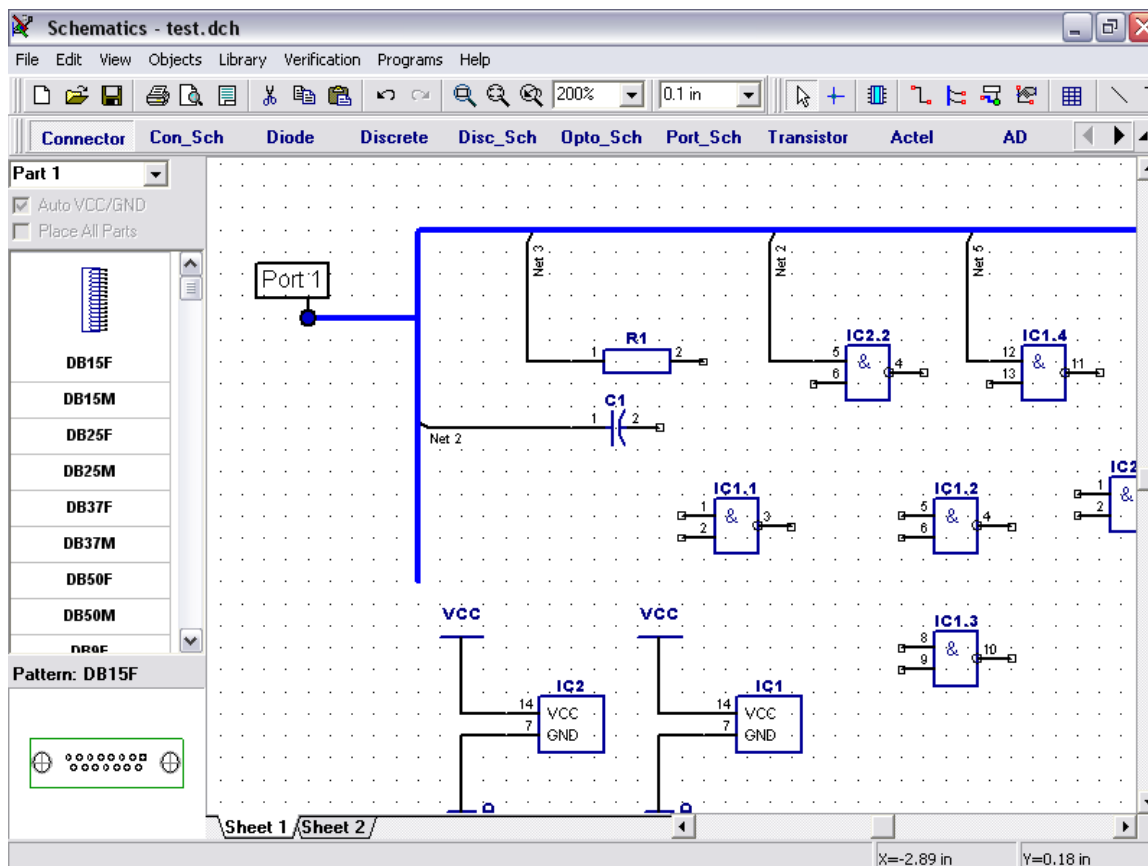 Schematics - test.dch
File Edit View Objects Library Verification Programs Help
200% 0.1 in
Connector Con_Sch Diode Discrete Disc_Sch Opto_Sch Port_Sch Transistor Actel AD
Part 1
Auto VCC/GND
Place All Parts
DB15F
DB15M
DB25F
DB25M
DB37F
DB37M
DB50F
DB50M
DB9F
Pattern: DB15F
Net 3
Net 2
Net 5
Port 1
R1
1 2
IC2.2
5 & 4
6
IC1.4
12 & 11
13
C1
1 2
Net 2
IC1.1
1 & 3
2
IC1.2
5 & 4
6
IC2
1 &
2
VCC
VCC
IC1.3
8 & 10
9
IC2
14 VCC
7 GND
IC1
14 VCC
7 GND
Sheet 1 Sheet 2
X=-2.89 in Y=0.18 in